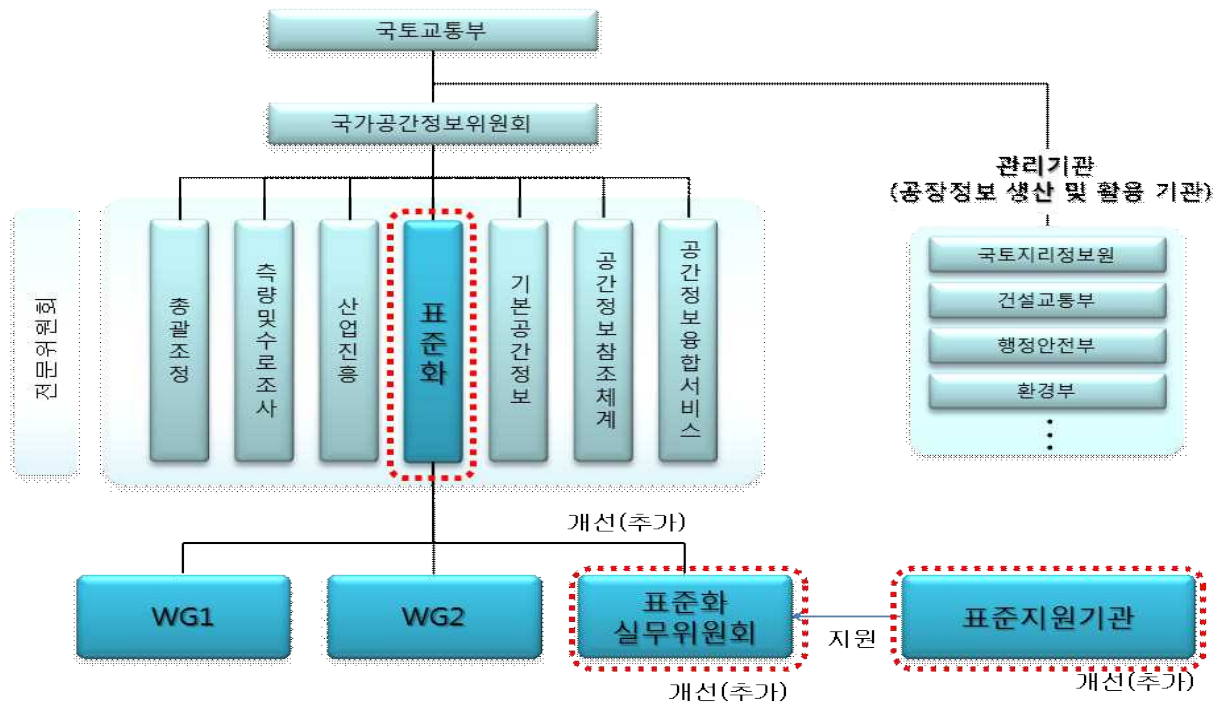 국토교통부
국가공간정보위원회
관리기관
(공장정보 생산 및 활용 기관)
전문위원회
총괄조정
측량및수로조사
산업진흥
표준화
기본공간정보
공간정보참조체계
공간정보융합서비스
국토지리정보원
건설교통부
행정안전부
환경부
개선(추가)
WG1
WG2
표준화
실무위원회
지원
표준지원기관
개선(추가)
개선(추가)